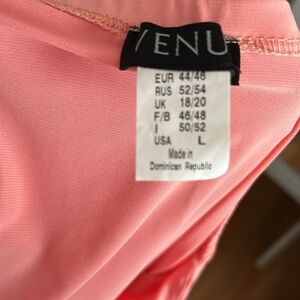 VENU
EUR 44/46
RUS 52/54
UK 18/20
F/B 46/48
I 50/52
USA L
Made in
Dominican Republic